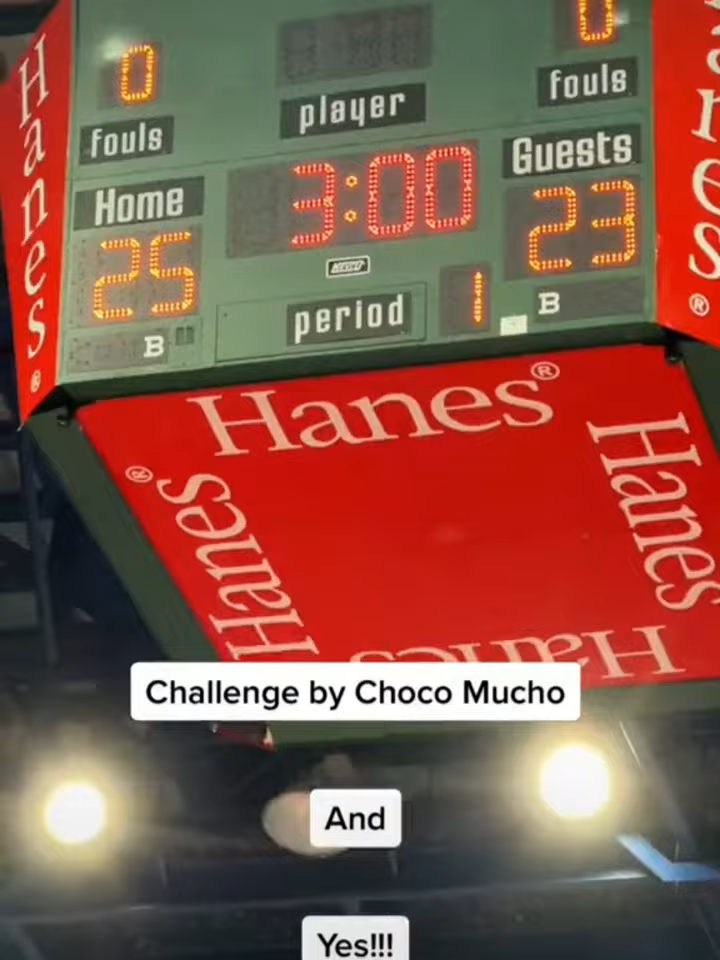 0
0
fouls
player
fouls
Home
3:00
Guests
25
23
period
1
B
B
Hanes®
Hanes®
Hanes®
Hanes®
Hanes
Hanes
Challenge by Choco Mucho
And
Yes!!!